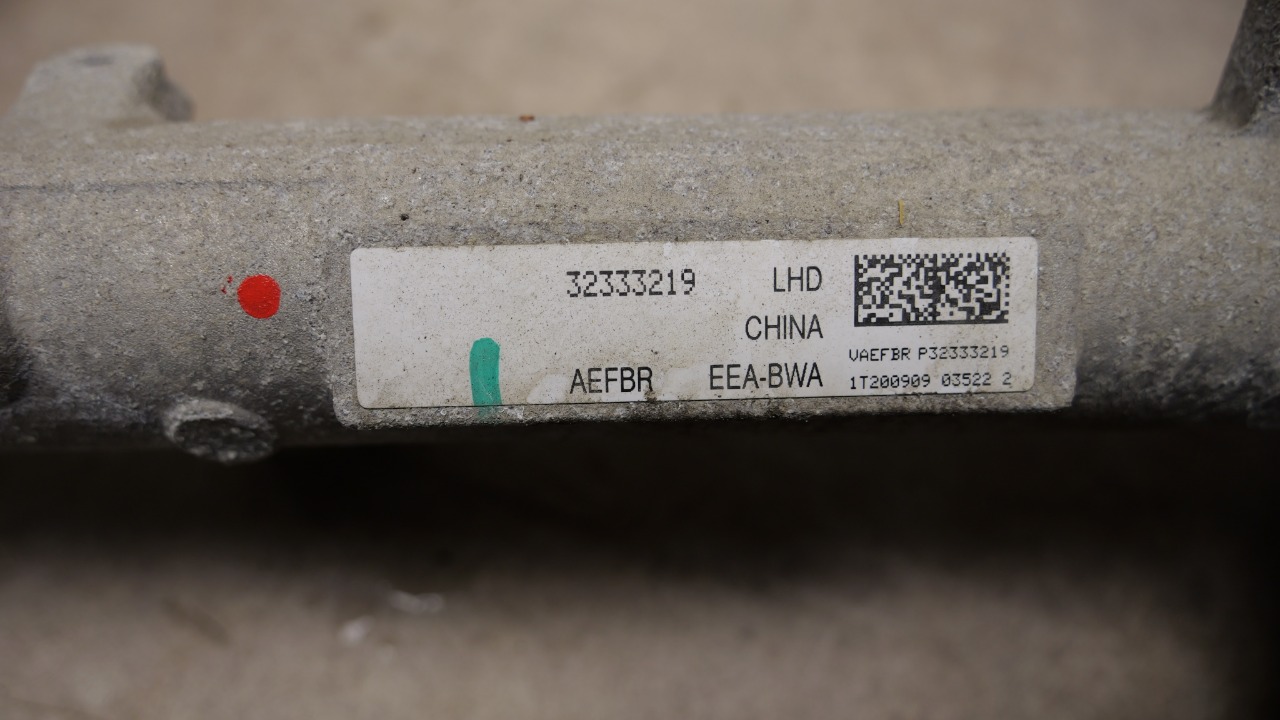 32333219 LHD
CHINA
AEFBR EEA-BWA
VAEFBR P32333219
1T200909 03522 2